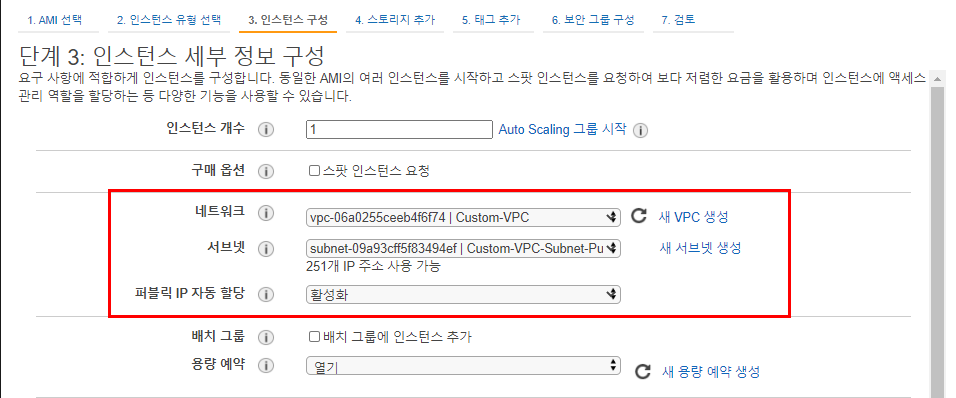 1. AMI 선택 2. 인스턴스 유형 선택 3. 인스턴스 구성 4. 스토리지 추가 5. 태그 추가 6. 보안 그룹 구성 7. 검토
단계 3: 인스턴스 세부 정보 구성
요구 사항에 적합하게 인스턴스를 구성합니다. 동일한 AMI의 여러 인스턴스를 시작하고 스팟 인스턴스를 요청하여 보다 저렴한 요금을 활용하며 인스턴스에 액세스
관리 역할을 할당하는 등 다양한 기능을 사용할 수 있습니다.
인스턴스 개수 1 Auto Scaling 그룹 시작
구매 옵션 스팟 인스턴스 요청
네트워크 vpc-06a0255ceeb4f6f74 | Custom-VPC 새 VPC 생성
서브넷 subnet-09a93cff5f83494ef | Custom-VPC-Subnet-Pu 새 서브넷 생성
251개 IP 주소 사용 가능
퍼블릭 IP 자동 할당 활성화
배치 그룹 배치 그룹에 인스턴스 추가
용량 예약 열기 새 용량 예약 생성